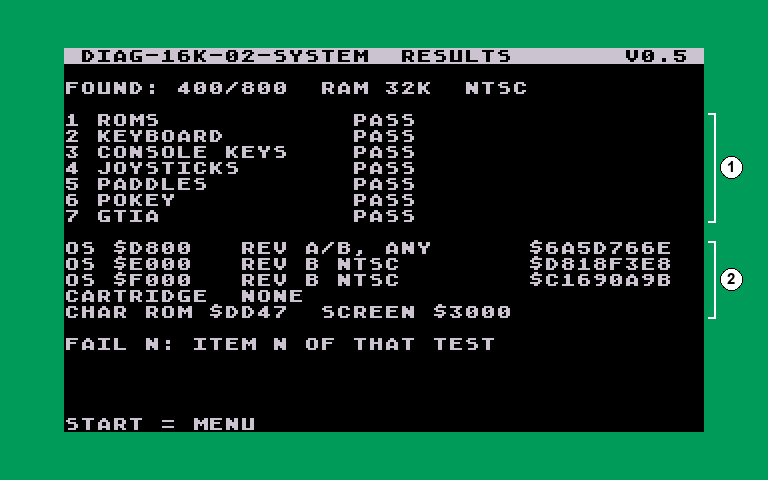 DIAG-16K-02-SYSTEM RESULTS V0.5
FOUND: 400/800 RAM 32K NTSC
1 ROMS PASS
2 KEYBOARD PASS
3 CONSOLE KEYS PASS
4 JOYSTICKS PASS
5 PADDLES PASS
6 POKEY PASS
7 GTIA PASS
1
OS $D800 REV A/B, ANY $6A5D766E
OS $E000 REV B NTSC $D818F3E8
OS $F000 REV B NTSC $C1690A9B
CARTRIDGE NONE
CHAR ROM $DD47 SCREEN $3000
2
FAIL N: ITEM N OF THAT TEST
START = MENU